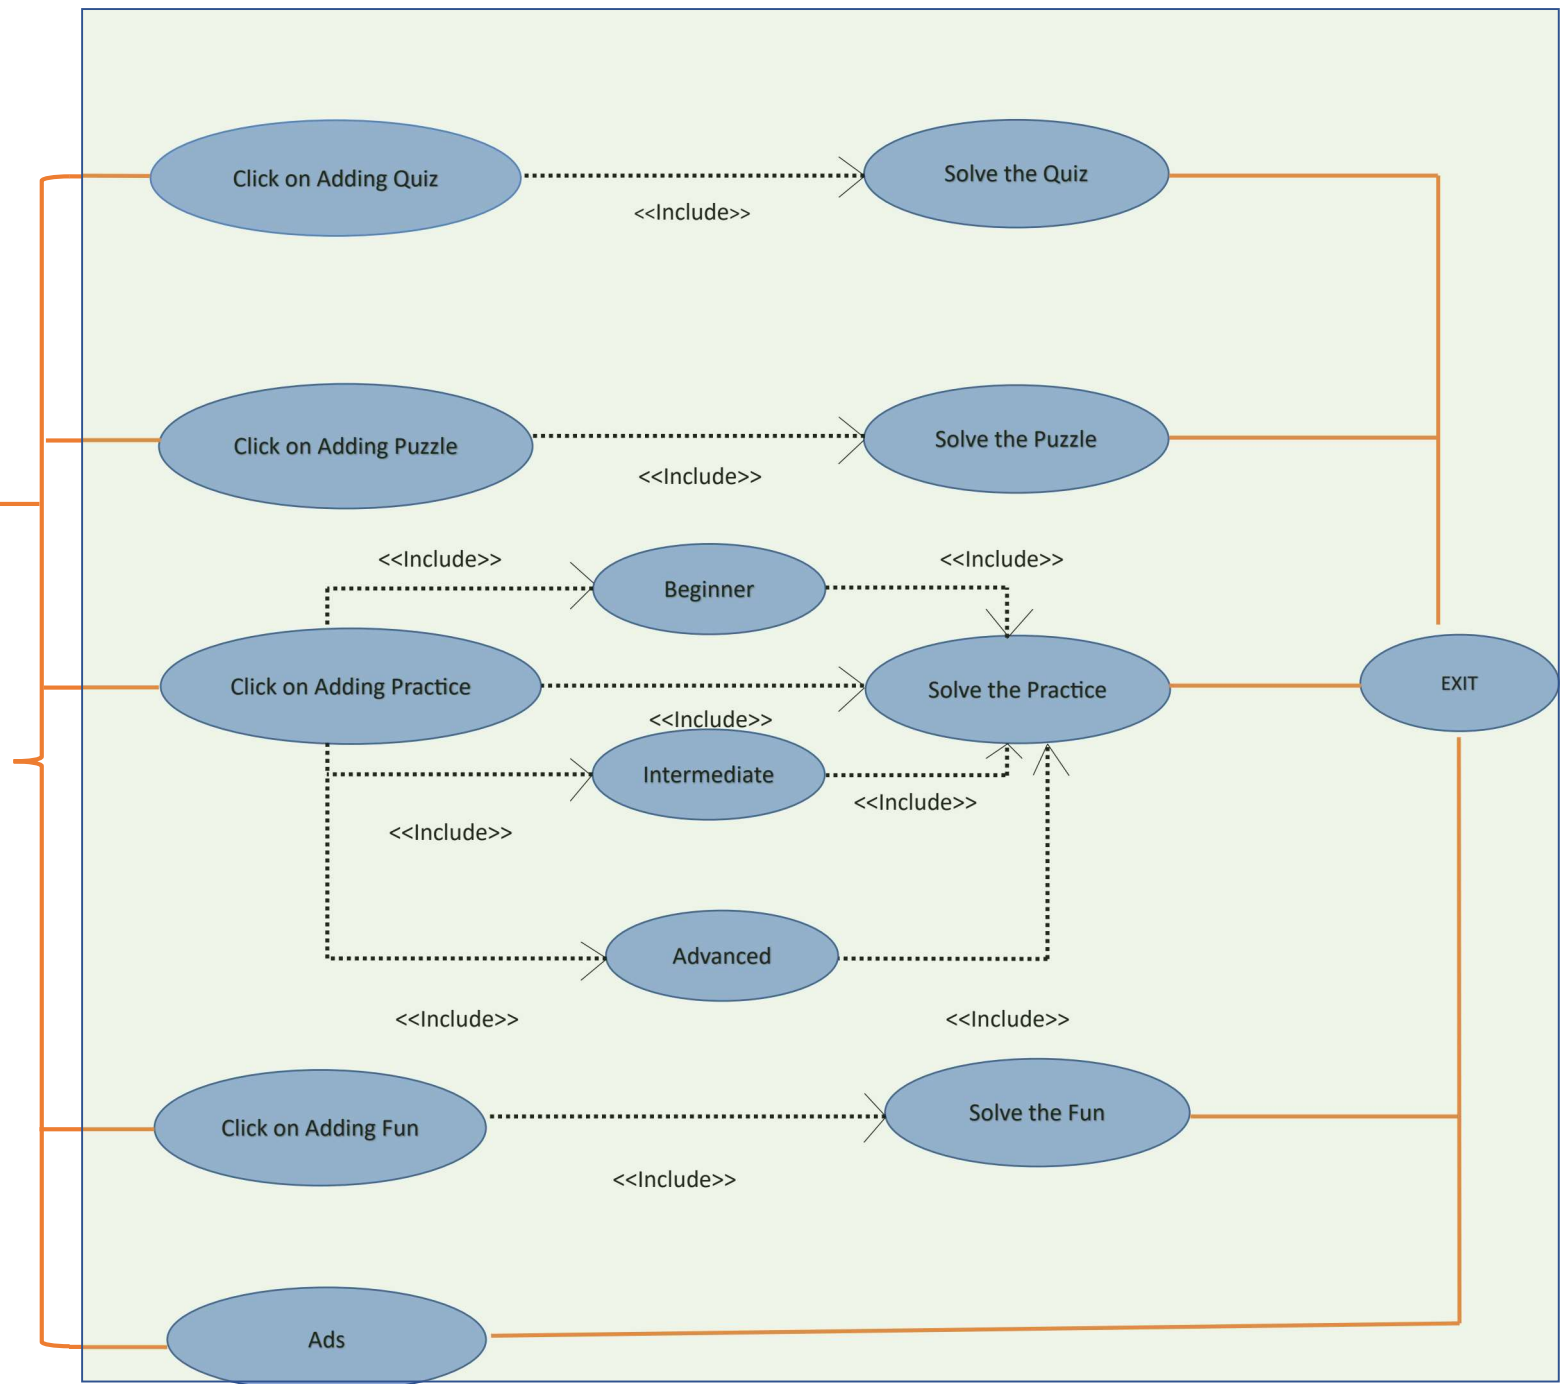 Click on Adding Quiz
Solve the Quiz
<<Include>>
Click on Adding Puzzle
Solve the Puzzle
<<Include>>
<<Include>>
<<Include>>
Beginner
Click on Adding Practice
Solve the Practice
EXIT
<<Include>>
Intermediate
<<Include>>
<<Include>>
Advanced
<<Include>>
<<Include>>
Click on Adding Fun
Solve the Fun
<<Include>>
Ads